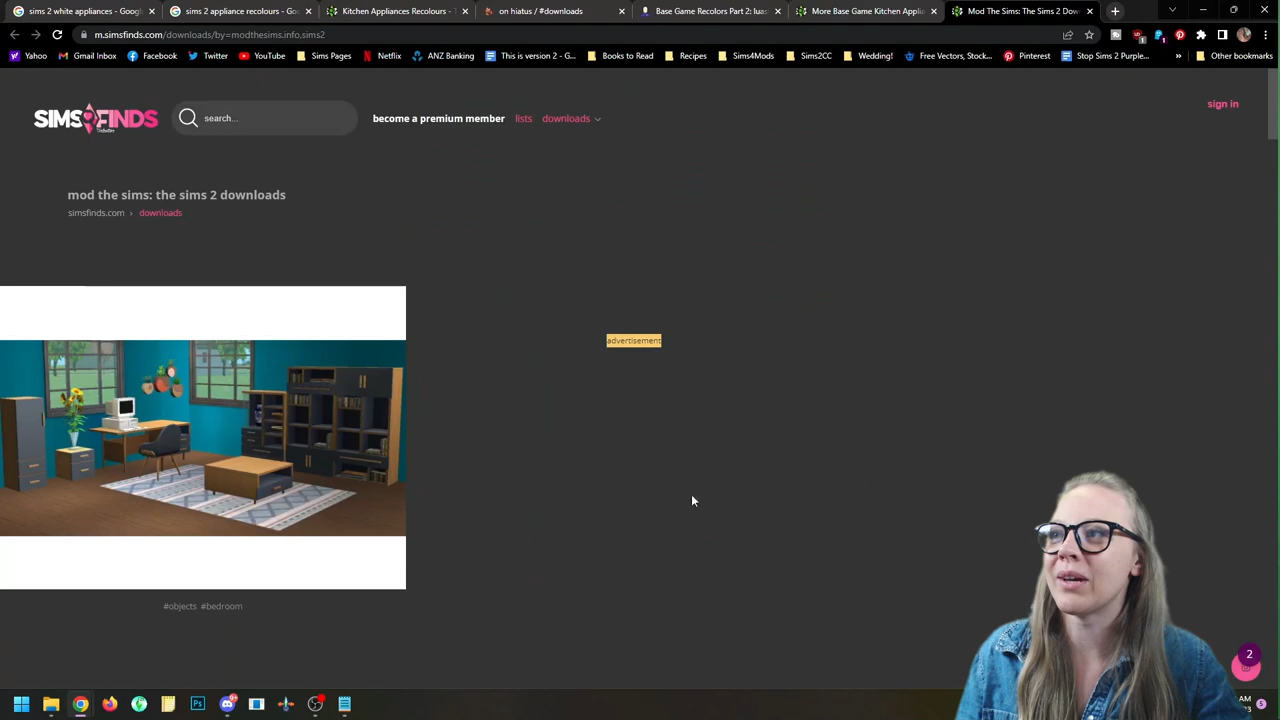 sims 2 white appliances - Goog
sims 2 appliance recolours - Go
Kitchen Appliances Recolours - T
on hiatus / #downloads
Base Game Recolors Part 2: luas
More Base Game Kitchen Applia
Mod The Sims: The Sims 2 Down
m.simsfinds.com/downloads/by=modthesims.info,sims2
Yahoo
Gmail Inbox
Facebook
Sims Pages
Twitter
YouTube
Netflix
ANZ Banking
This is version 2 - G...
Books to Read
Recipes
Sims4Mods
Sims2CC
Wedding!
Free Vectors, Stock...
Pinterest
Stop Sims 2 Purple...
»
Other bookmarks
SIMS FINDS
search...
become a premium member
lists
downloads
sign in
mod the sims: the sims 2 downloads
simsfinds.com › downloads
advertisement
#objects #bedroom
2
AM
23
5